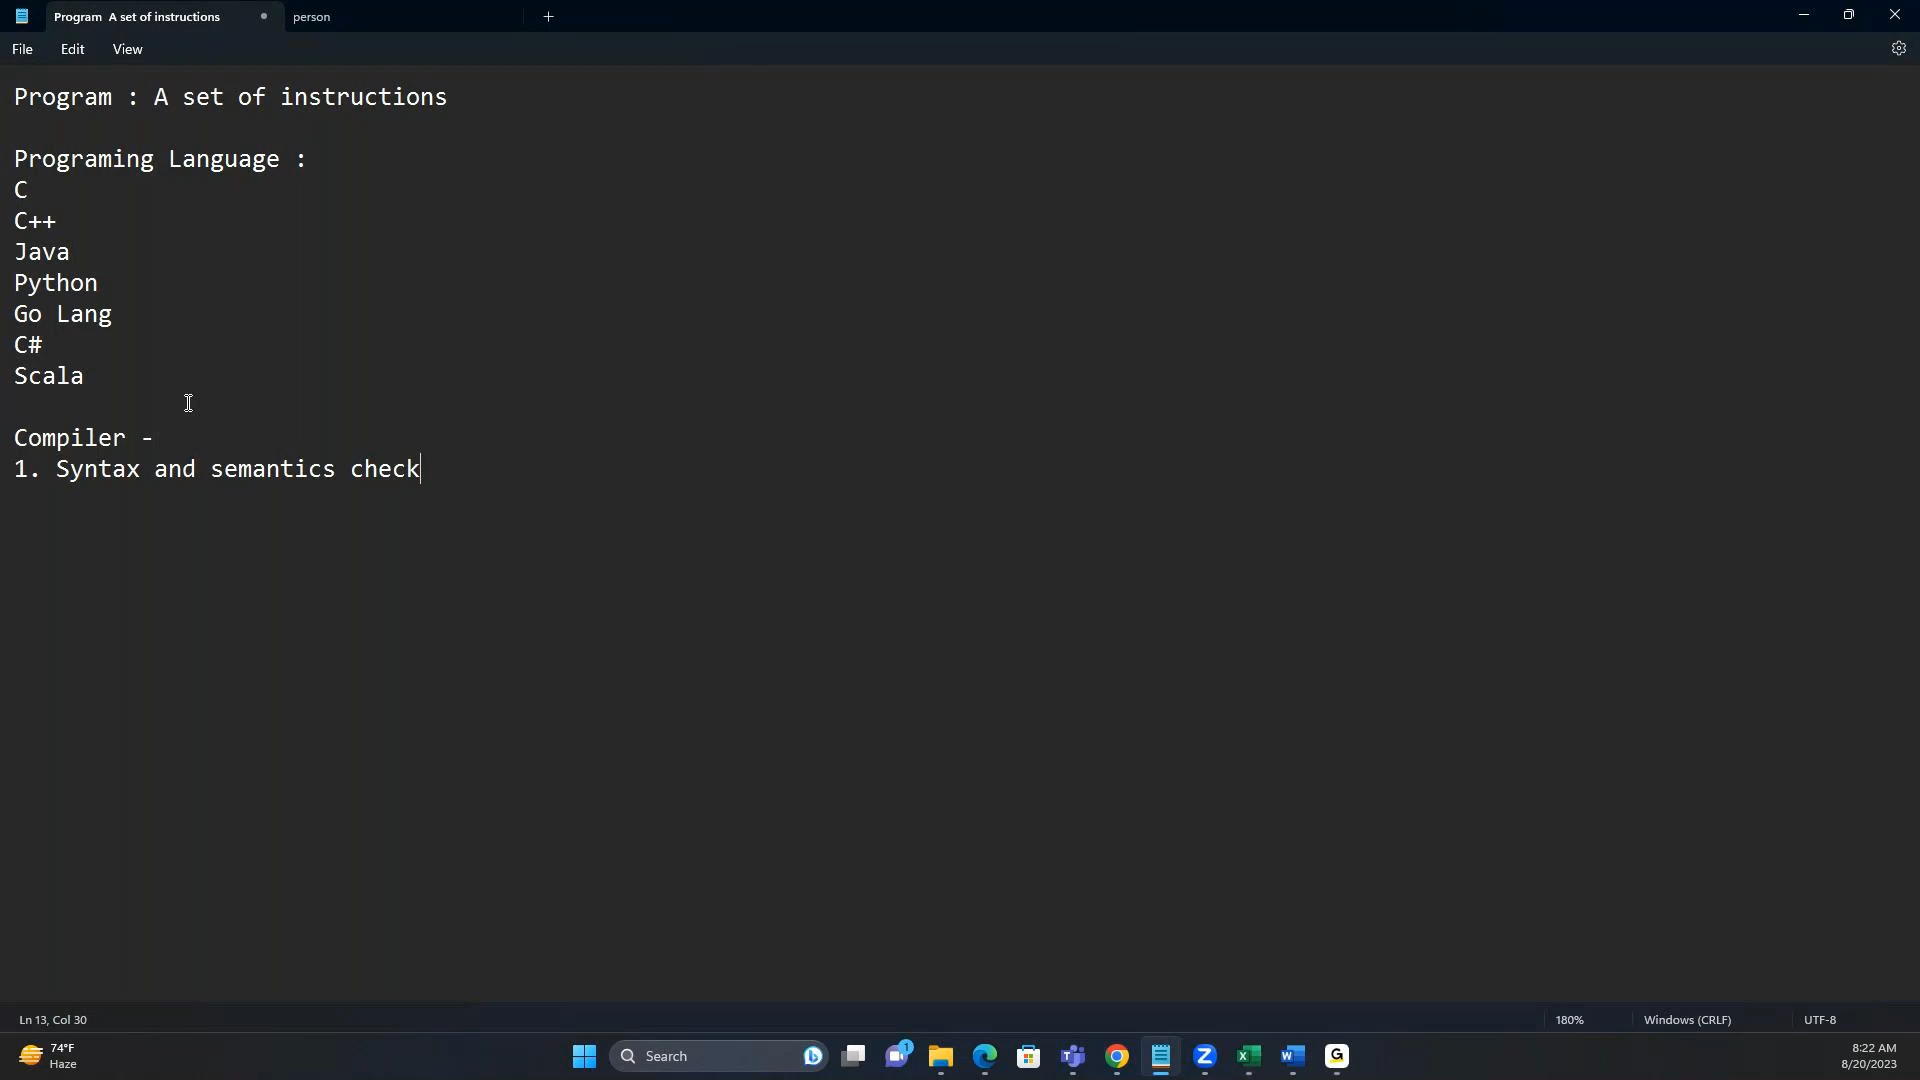 Program  A set of instructions
person
File Edit View
Program : A set of instructions
Programing Language :
C
C++
Java
Python
Go Lang
C#
Scala
Compiler -
1. Syntax and semantics check
Ln 13, Col 30
180%
Windows (CRLF)
UTF-8
74°F
Haze
Search
1
8:22 AM
8/20/2023